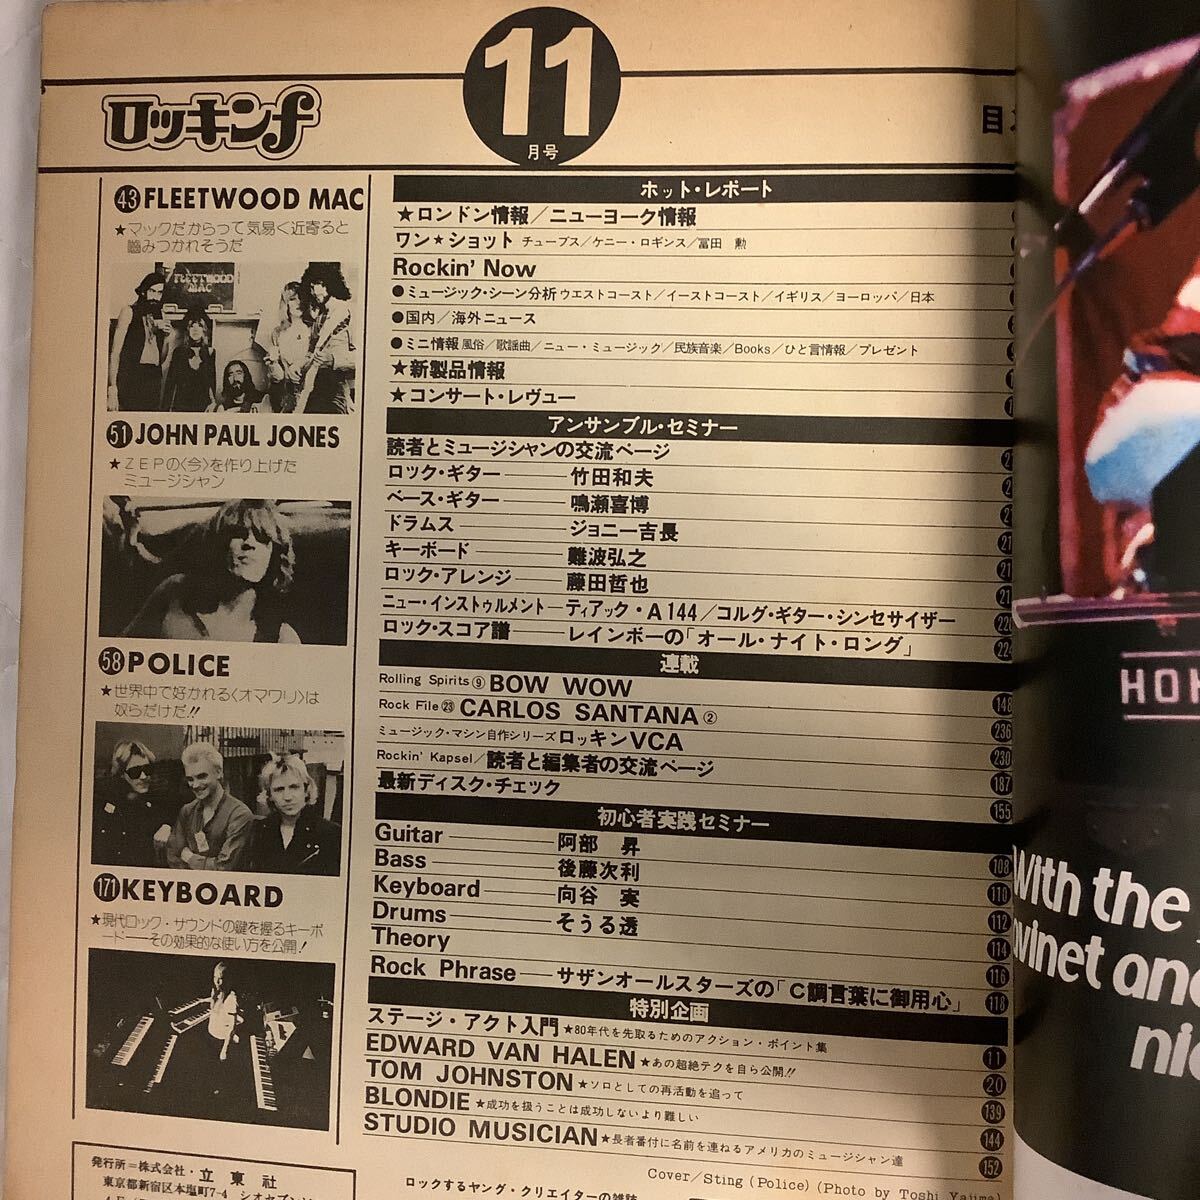 11
月号
ロッキンf
目
43 FLEETWOOD MAC
★マックだからって気易く近寄ると
嚙みつかれそうだ
FLEETWOOD
MAC
51 JOHN PAUL JONES
★ZEPの〈今〉を作り上げた
ミュージシャン
58 POLICE
★世界中で好かれる〈オマワリ〉は
奴らだけだ!!
171 KEYBOARD
★現代ロック・サウンドの鍵を握るキーボ
ード——その効果的な使い方を公開!
発行所=株式会社・立東社
東京都新宿区本塩町7-4 シオセブン
ホット・レポート
★ロンドン情報／ニューヨーク情報
ワン★ショット チューブス／ケニー・ロギンス／冨田 勲
Rockin' Now
●ミュージック・シーン分析 ウエストコースト／イーストコースト／イギリス／ヨーロッパ／日本
●国内／海外ニュース
●ミニ情報 風俗／歌謡曲／ニュー・ミュージック／民族音楽／Books／ひと言情報／プレゼント
★新製品情報
★コンサート・レヴュー
アンサンブル・セミナー
読者とミュージシャンの交流ページ
ロック・ギター——竹田和夫
ベース・ギター——鳴瀬喜博
ドラムス——ジョニー吉長
キーボード——難波弘之
ロック・アレンジ——藤田哲也
ニュー・インストゥルメント—ティアック・A144／コルグ・ギター・シンセサイザー
ロック・スコア譜——レインボーの「オール・ナイト・ロング」 224
連載
Rolling Spirits⑨ BOW WOW 148
Rock File㉓ CARLOS SANTANA② 236
ミュージック・マシン自作シリーズ ロッキンVCA 230
Rockin' Kapsel／読者と編集者の交流ページ 187
最新ディスク・チェック 155
初心者実践セミナー
Guitar——阿部 昇 108
Bass——後藤次利 110
Keyboard——向谷 実 112
Drums——そうる透 114
Theory 116
Rock Phrase——サザンオールスターズの「C調言葉に御用心」 118
特別企画
ステージ・アクト入門★80年代を先取るためのアクション・ポイント集 11
EDWARD VAN HALEN★あの超絶テクを自ら公開!! 20
TOM JOHNSTON★ソロとしての再活動を追って 139
BLONDIE★成功を扱うことは成功しないより難しい 144
STUDIO MUSICIAN★長者番付に名前を連ねるアメリカのミュージシャン達 152
Cover／Sting (Police) (Photo by Toshi Yajima)
ロックするヤング・クリエイターの雑誌
HOH
With the
vinet and
nic